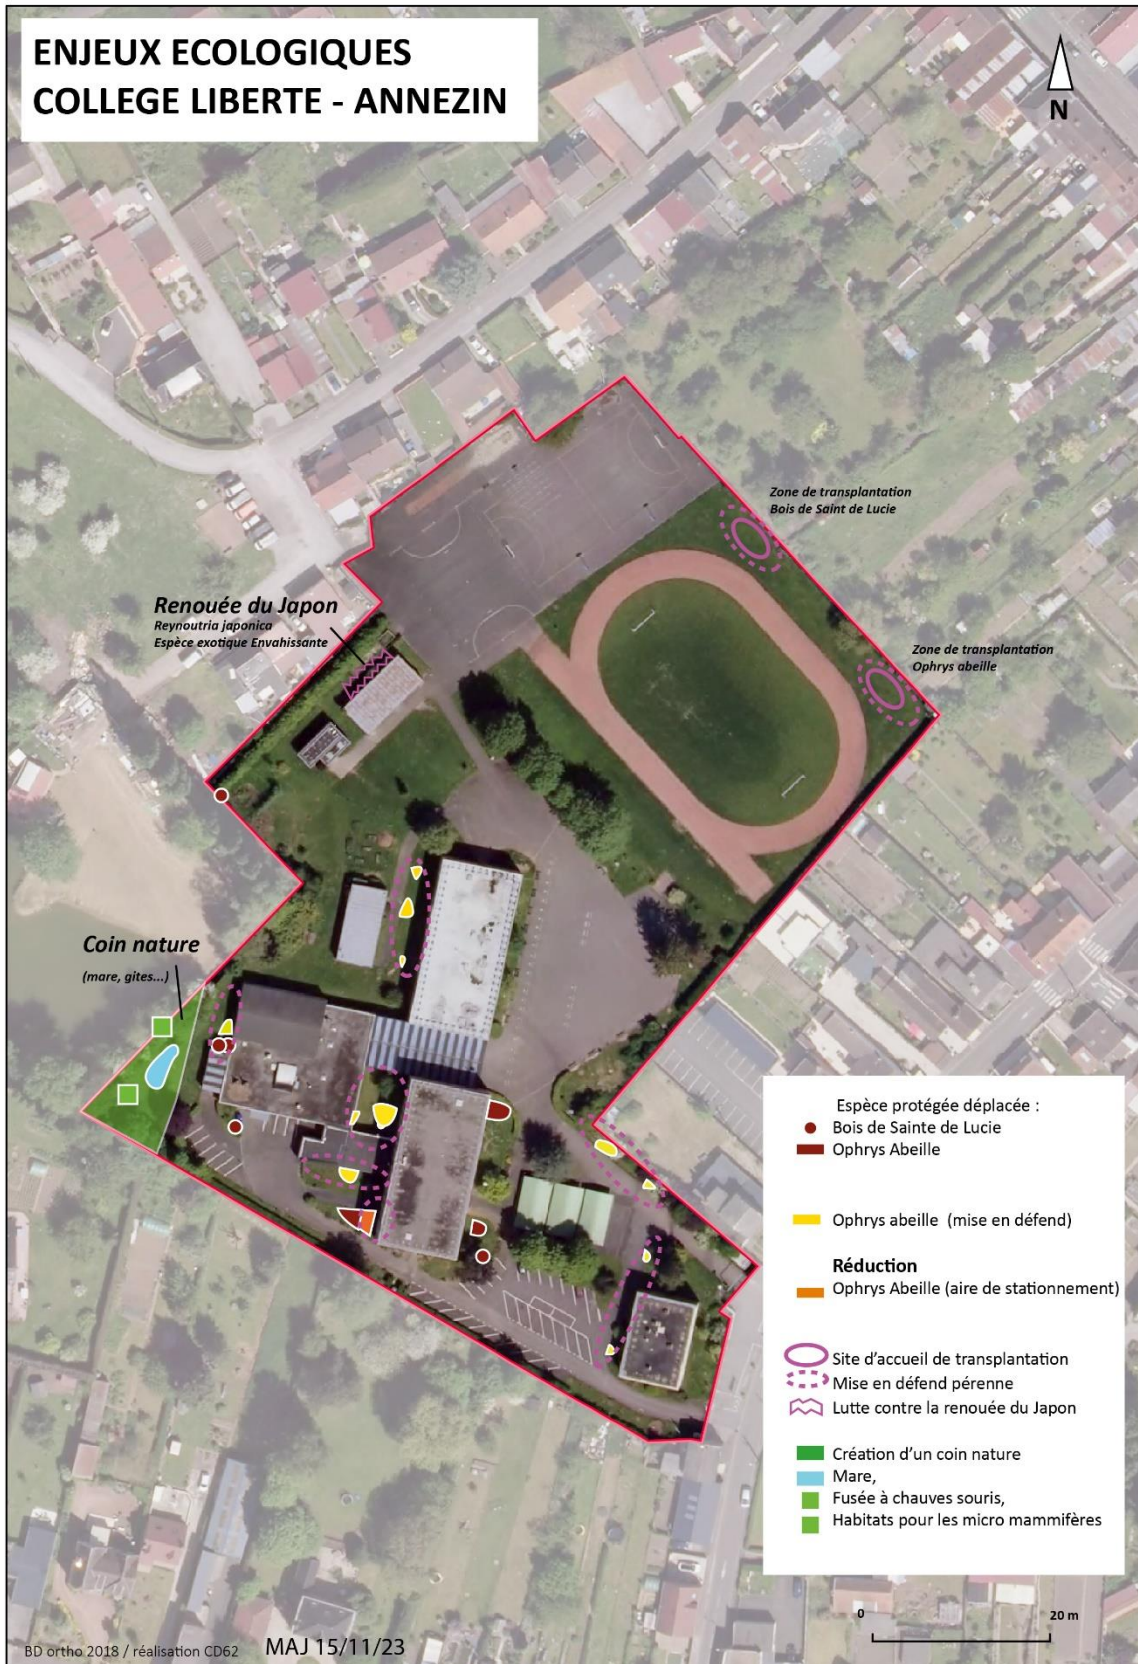 ENJEUX ECOLOGIQUES
COLLEGE LIBERTE - ANNEZIN
N
Zone de transplantation
Bois de Saint de Lucie
Renouée du Japon
Reynoutria japonica
Espèce exotique Envahissante
Zone de transplantation
Ophrys abeille
Coin nature
(mare, gites...)
Espèce protégée déplacée :
Bois de Sainte de Lucie
Ophrys Abeille
Ophrys abeille (mise en défend)
Réduction
Ophrys Abeille (aire de stationnement)
Site d'accueil de transplantation
Mise en défend pérenne
Lutte contre la renouée du Japon
Création d'un coin nature
Mare,
Fusée à chauves souris,
Habitats pour les micro mammifères
0 20 m
BD ortho 2018 / réalisation CD62 MAJ 15/11/23